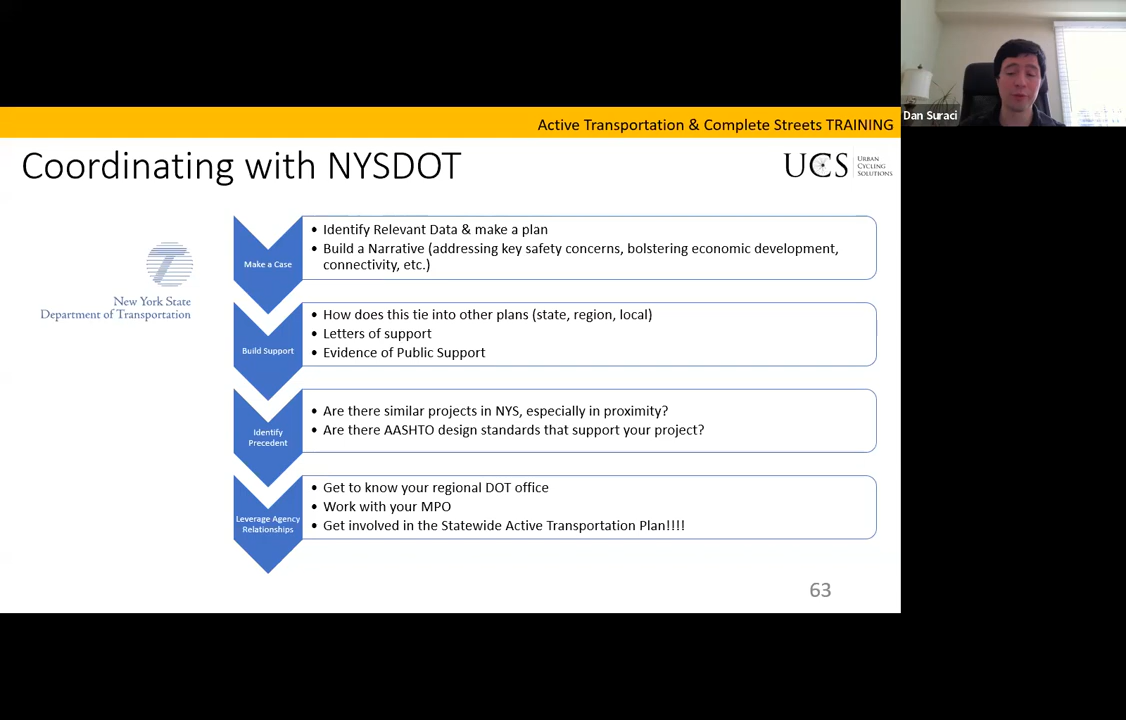 Dan Suraci
Active Transportation & Complete Streets TRAINING
Coordinating with NYSDOT
UCS
URBAN
CYCLING
SOLUTIONS
New York State
Department of Transportation
Make a Case
• Identify Relevant Data & make a plan
• Build a Narrative (addressing key safety concerns, bolstering economic development,
connectivity, etc.)
Build Support
• How does this tie into other plans (state, region, local)
• Letters of support
• Evidence of Public Support
Identify
Precedent
• Are there similar projects in NYS, especially in proximity?
• Are there AASHTO design standards that support your project?
Leverage Agency
Relationships
• Get to know your regional DOT office
• Work with your MPO
• Get involved in the Statewide Active Transportation Plan!!!!
63